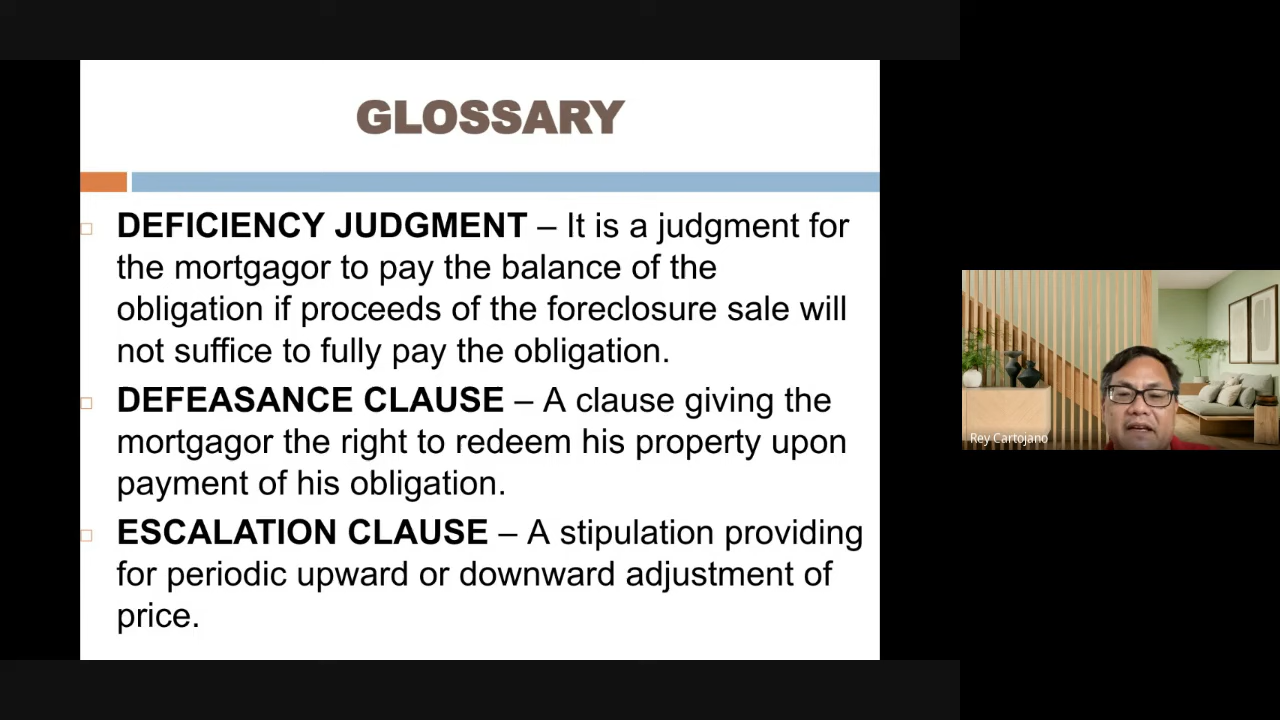 GLOSSARY
DEFICIENCY JUDGMENT – It is a judgment for
the mortgagor to pay the balance of the
obligation if proceeds of the foreclosure sale will
not suffice to fully pay the obligation.
DEFEASANCE CLAUSE – A clause giving the
mortgagor the right to redeem his property upon
payment of his obligation.
ESCALATION CLAUSE – A stipulation providing
for periodic upward or downward adjustment of
price.
Rey Cartojano